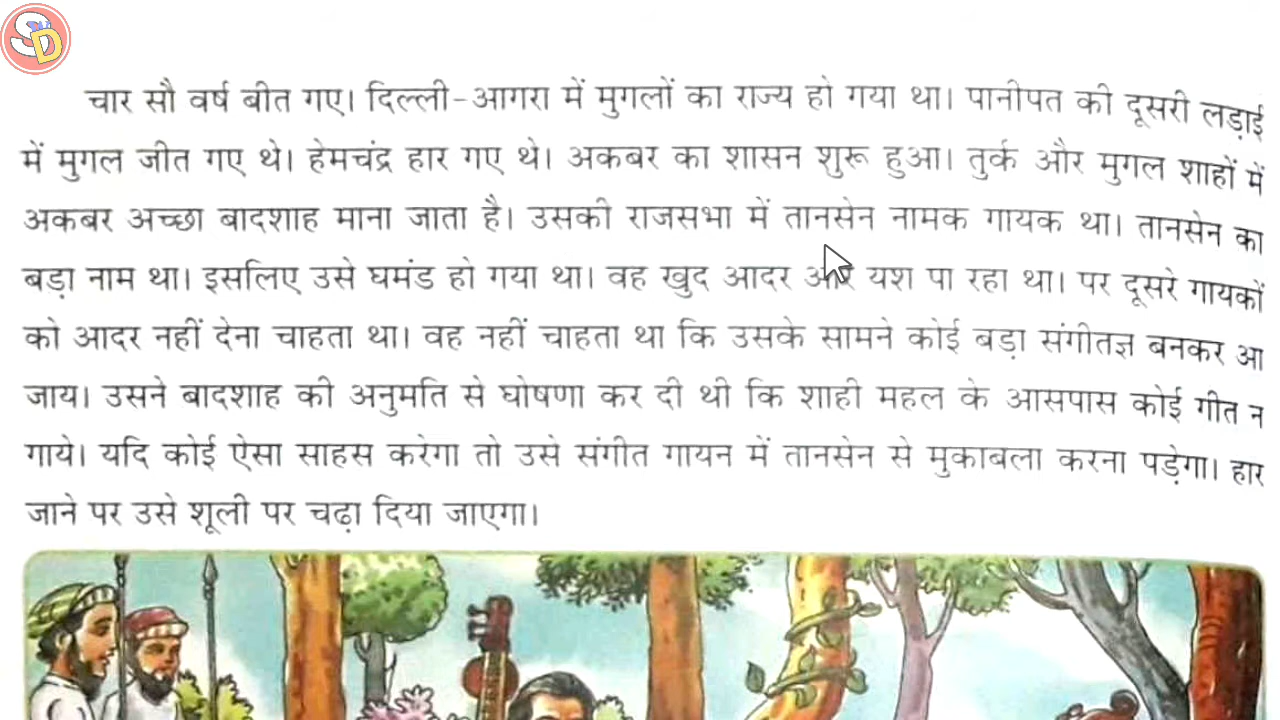 SD
चार सौ वर्ष बीत गए। दिल्ली-आगरा में मुगलों का राज्य हो गया था। पानीपत की दूसरी लड़ाई
में मुगल जीत गए थे। हेमचंद्र हार गए थे। अकबर का शासन शुरू हुआ। तुर्क और मुगल शाहों में
अकबर अच्छा बादशाह माना जाता है। उसकी राजसभा में तानसेन नामक गायक था। तानसेन का
बड़ा नाम था। इसलिए उसे घमंड हो गया था। वह खुद आदर और यश पा रहा था। पर दूसरे गायकों
को आदर नहीं देना चाहता था। वह नहीं चाहता था कि उसके सामने कोई बड़ा संगीतज्ञ बनकर आ
जाय। उसने बादशाह की अनुमति से घोषणा कर दी थी कि शाही महल के आसपास कोई गीत न
गाये। यदि कोई ऐसा साहस करेगा तो उसे संगीत गायन में तानसेन से मुकाबला करना पड़ेगा। हार
जाने पर उसे शूली पर चढ़ा दिया जाएगा।